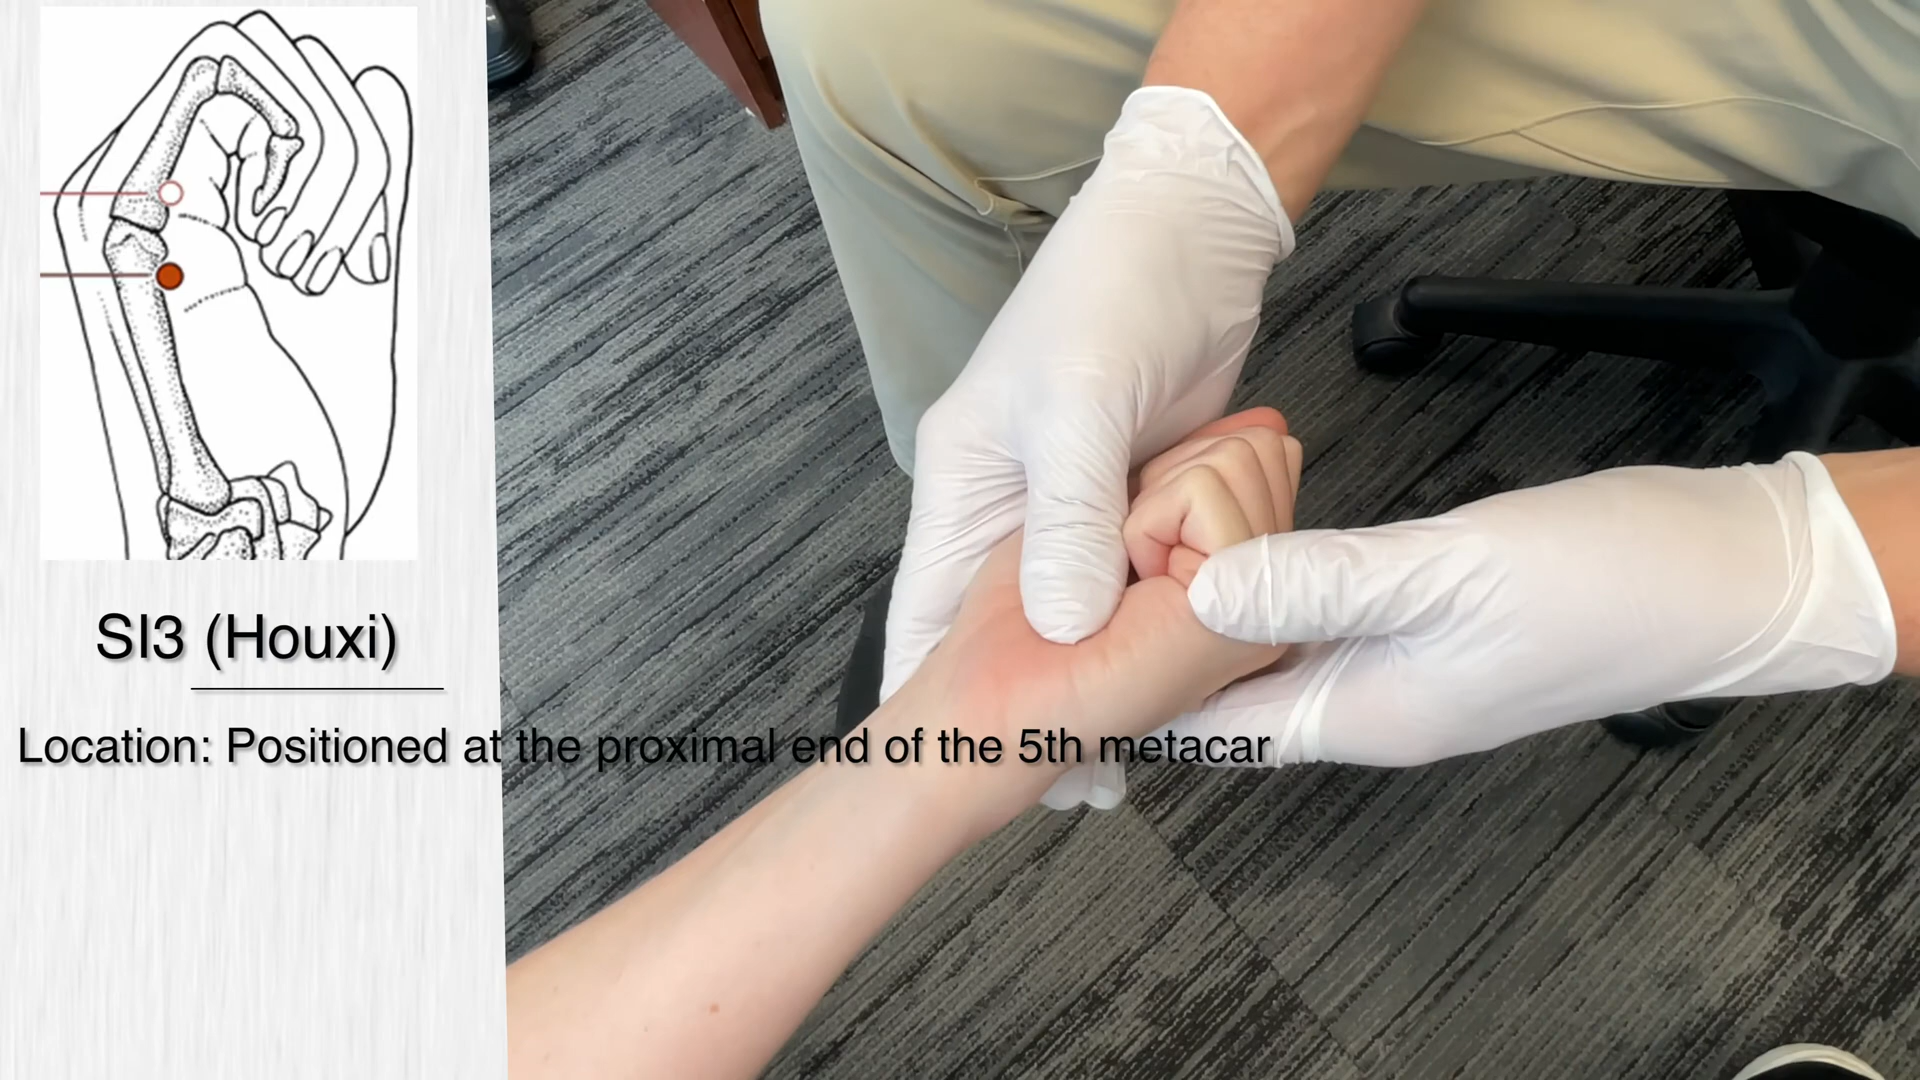 SI3 (Houxi)
Location: Positioned at the proximal end of the 5th metacar